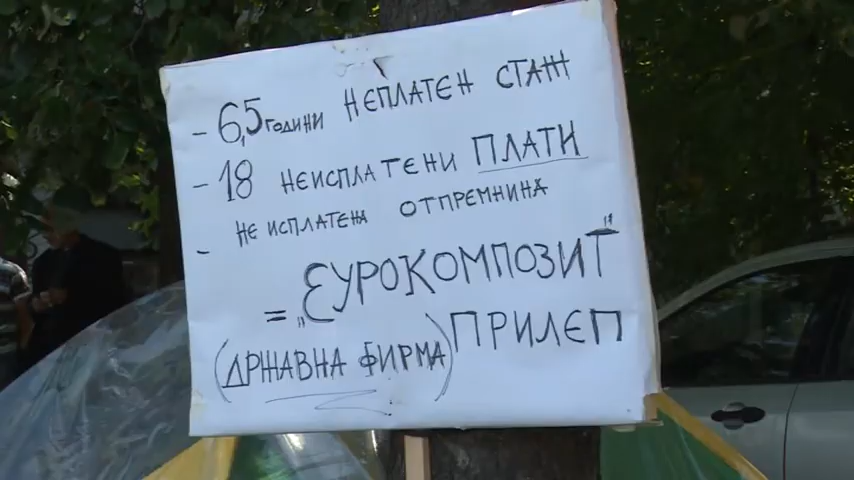 - 6,5 години НЕПЛАТЕН СТАЖ
- 18 НЕИСПЛАТЕНИ ПЛАТИ
- НЕ ИСПЛАТЕНА ОТПРЕМНИНА
= „ЕУРОКОМПОЗИТ"
(ДРЖАВНА ФИРМА) ПРИЛЕП